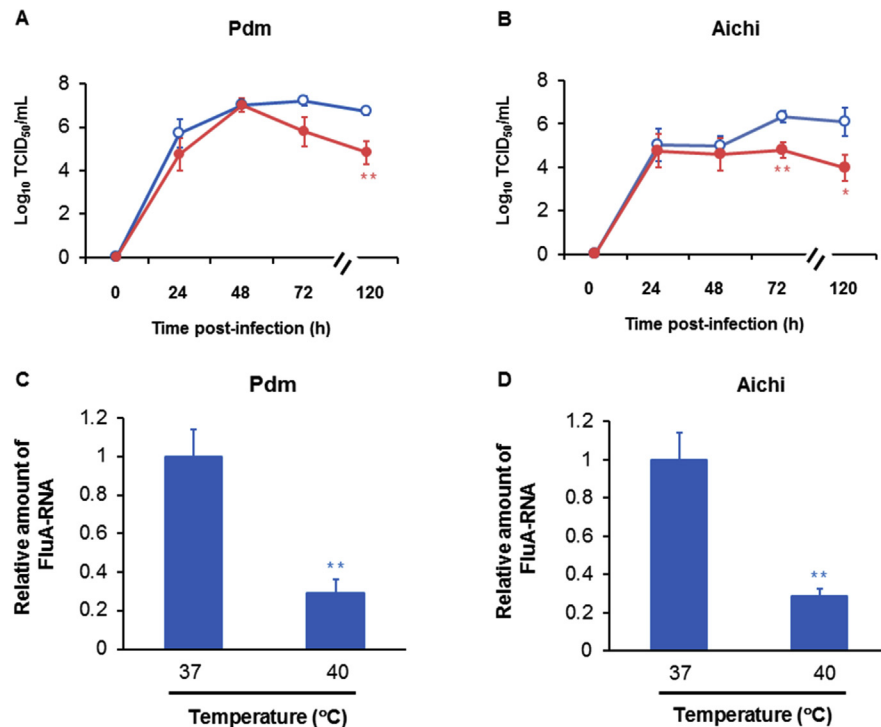 A
Pdm
Log10 TCID50/mL
8
6
4
2
0
**
0 24 48 72 120
Time post-infection (h)
B
Aichi
Log10 TCID50/mL
8
6
4
2
0
**
*
0 24 48 72 120
Time post-infection (h)
C
Pdm
Relative amount of
FluA-RNA
1.2
1
0.8
0.6
0.4
0.2
0
**
37 40
Temperature (°C)
D
Aichi
Relative amount of
FluA-RNA
1.2
1
0.8
0.6
0.4
0.2
0
**
37 40
Temperature (°C)